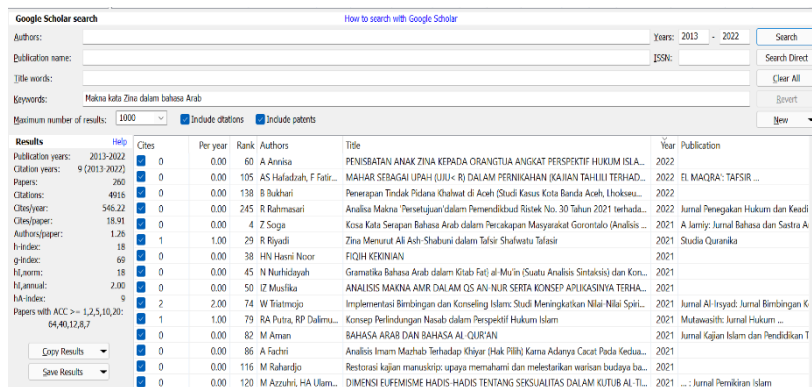 Google Scholar search How to search with Google Scholar
Authors: Years: 2013 - 2022 Search
Publication name: ISSN: Search Direct
Title words: Clear All
Keywords: Makna kata Zina dalam bahasa Arab Revert
Maximum number of results: 1000 Include citations Include patents New
Results Help
Publication years: 2013-2022
Citation years: 9 (2013-2022)
Papers: 260
Citations: 4916
Cites/year: 546.22
Cites/paper: 18.91
Authors/paper: 1.26
h-index: 18
g-index: 69
hI,norm: 18
hI,annual: 2.00
hA-index: 9
Papers with ACC >= 1,2,5,10,20:
64,40,12,8,7
Copy Results
Save Results
Cites Per year Rank Authors Title Year Publication
0 0.00 60 A Annisa PENISBATAN ANAK ZINA KEPADA ORANGTUA ANGKAT PERSPEKTIF HUKUM ISLA... 2022
0 0.00 105 AS Hafadzah, F Fatir... MAHAR SEBAGAI UPAH (UJU< R) DALAM PERNIKAHAN (KAJIAN TAHLILI TERHAD... 2022 EL MAQRA': TAFSIR ...
0 0.00 138 B Bukhari Penerapan Tindak Pidana Khalwat di Aceh (Studi Kasus Kota Banda Aceh, Lhokseu... 2022
0 0.00 245 R Rahmasari Analisa Makna 'Persetujuan'dalam Pemendikbud Ristek No. 30 Tahun 2021 terhada... 2022 Jurnal Penegakan Hukum dan Keadi
0 0.00 4 Z Soga Kosa Kata Serapan Bahasa Arab dalam Percakapan Masyarakat Gorontalo (Analisis ... 2021 A Jamiy: Jurnal Bahasa dan Sastra A
1 1.00 29 R Riyadi Zina Menurut Ali Ash-Shabuni dalam Tafsir Shafwatu Tafasir 2021 Studia Quranika
0 0.00 38 HN Hasni Noor FIQIH KEKINIAN 2021
0 0.00 45 N Nurhidayah Gramatika Bahasa Arab dalam Kitab Fat} al-Mu'in (Suatu Analisis Sintaksis) dan Kon... 2021
0 0.00 50 IZ Musfika ANALISIS MAKNA AMR DALAM QS AN-NUR SERTA KONSEP APLIKASINYA TERHA... 2021
2 2.00 74 W Triatmojo Implementasi Bimbingan dan Konseling Islam: Studi Meningkatkan Nilai-Nilai Spiri... 2021 Jurnal Al-Irsyad: Jurnal Bimbingan K
1 1.00 79 RA Putra, RP Dalimu... Konsep Perlindungan Nasab dalam Perspektif Hukum Islam 2021 Mutawasith: Jurnal Hukum ...
0 0.00 82 M Aman BAHASA ARAB DAN BAHASA AL-QUR'AN 2021 Jurnal Kajian Islam dan Pendidikan T
0 0.00 86 A Fachri Analisis Imam Mazhab Terhadap Khiyar (Hak Pilih) Karna Adanya Cacat Pada Kedua... 2021
0 0.00 116 M Rahardjo Restorasi kajian manuskrip: upaya memahami dan melestarikan warisan budaya ba... 2021
0 0.00 120 M Azzuhri, HA Ulam... DIMENSI EUFEMISME HADIS-HADIS TENTANG SEKSUALITAS DALAM KUTUB AL-TI... 2021 ... : Jurnal Pemikiran Islam